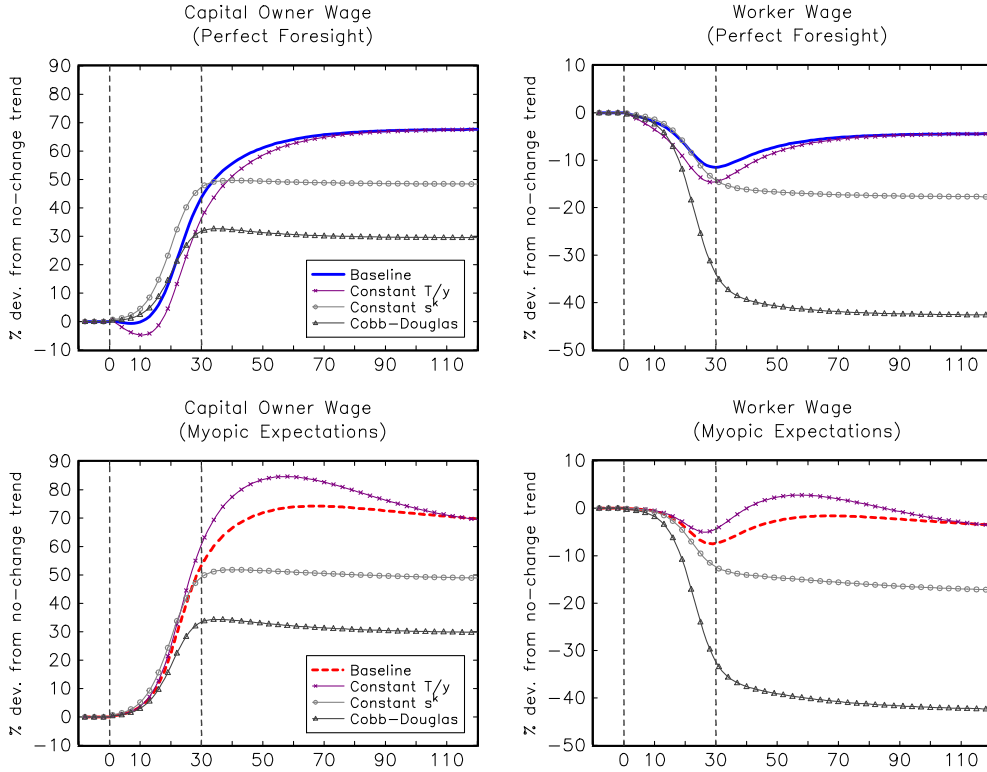 Capital Owner Wage
(Perfect Foresight)
% dev. from no-change trend
90
80
70
60
50
40
30
20
10
0
-10
0 10 30 50 70 90 110
Baseline
Constant T/y
Constant s^k
Cobb-Douglas
Worker Wage
(Perfect Foresight)
% dev. from no-change trend
10
0
-10
-20
-30
-40
-50
0 10 30 50 70 90 110
Capital Owner Wage
(Myopic Expectations)
% dev. from no-change trend
90
80
70
60
50
40
30
20
10
0
-10
0 10 30 50 70 90 110
Baseline
Constant T/y
Constant s^k
Cobb-Douglas
Worker Wage
(Myopic Expectations)
% dev. from no-change trend
10
0
-10
-20
-30
-40
-50
0 10 30 50 70 90 110